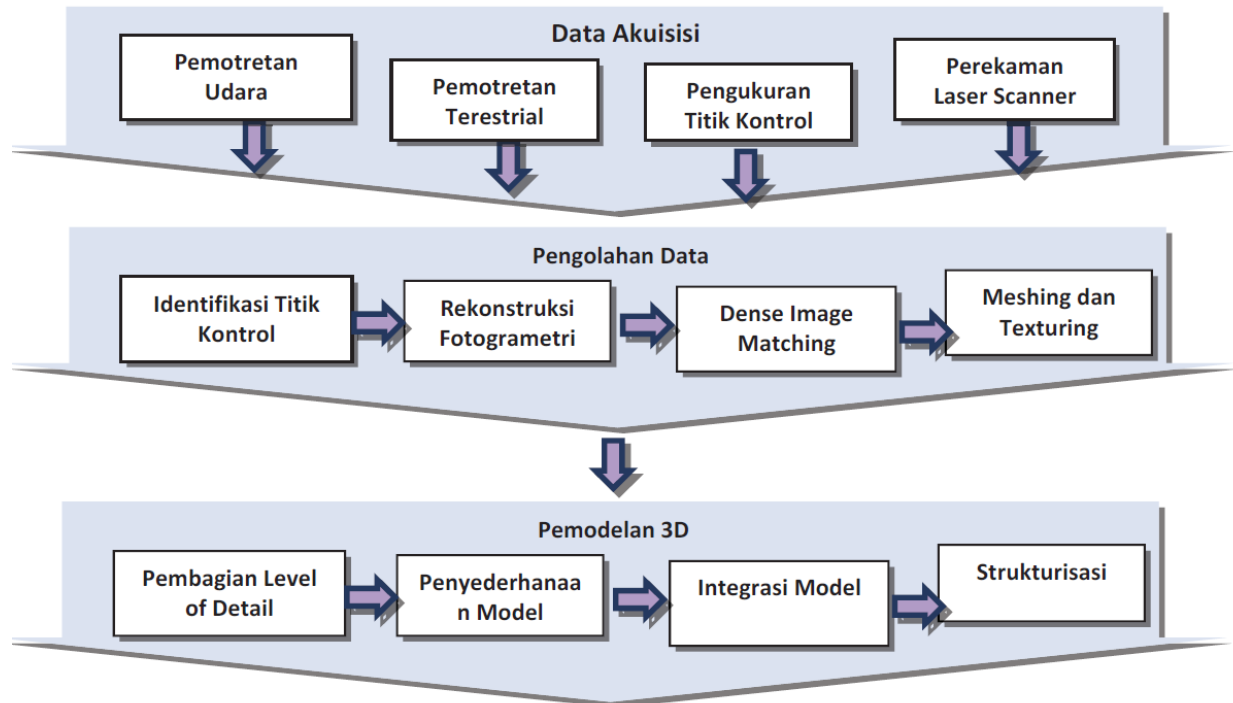 Data Akuisisi
Pemotretan
Udara
Pemotretan
Terestrial
Pengukuran
Titik Kontrol
Perekaman
Laser Scanner
Pengolahan Data
Identifikasi Titik
Kontrol
Rekonstruksi
Fotogrametri
Dense Image
Matching
Meshing dan
Texturing
Pemodelan 3D
Pembagian Level
of Detail
Penyederhanaa
n Model
Integrasi Model
Strukturisasi